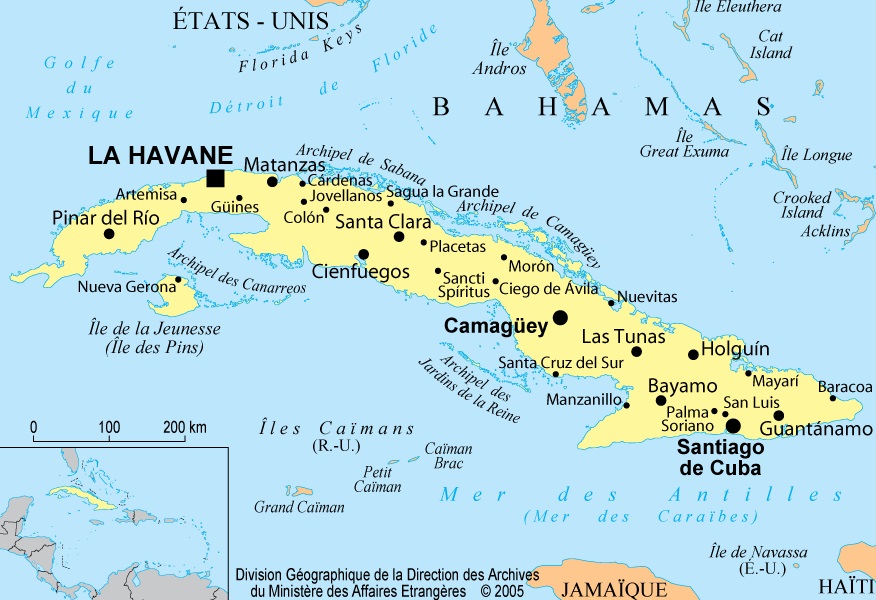 Île Eleuthera
ÉTATS - UNIS
Florida Keys
Détroit de Floride
Golfe
du
Mexique
Île
Andros
Cat
Island
BAHAMAS
Île
Great Exuma
Île Longue
Crooked
Island
Acklins
LA HAVANE
Matanzas
Archipel de Sabana
Cárdenas
Artemisa
Güines
Jovellanos
Sagua la Grande
Colón
Pinar del Río
Santa Clara
Archipel de Camagüey
Placetas
Cienfuegos
Morón
Sancti
Spíritus
Ciego de Ávila
Nuevitas
Archipel des Canarreos
Nueva Gerona
Île de la Jeunesse
(Île des Pins)
Camagüey
Las Tunas
Holguín
Santa Cruz del Sur
Archipel des
Jardins de la Reine
Mayarí
Baracoa
Bayamo
Manzanillo
San Luis
Palma
Soriano
Guantánamo
Santiago
de Cuba
0 100 200 km
Îles Caïmans
(R.-U.)
Caïman
Brac
Petit
Caïman
Grand Caïman
Mer des Antilles
(Mer des Caraïbes)
Île de Navassa
(É.-U.)
Division Géographique de la Direction des Archives
du Ministère des Affaires Etrangères © 2005
JAMAÏQUE
HAÏTI